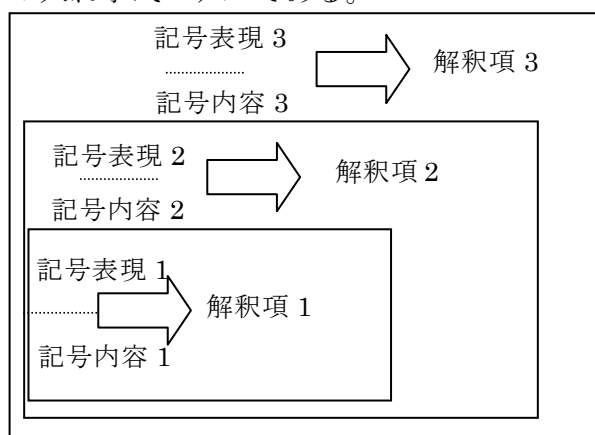 記号表現 3
解釈項 3
記号内容 3
記号表現 2
解釈項 2
記号内容 2
記号表現 1
解釈項 1
記号内容 1